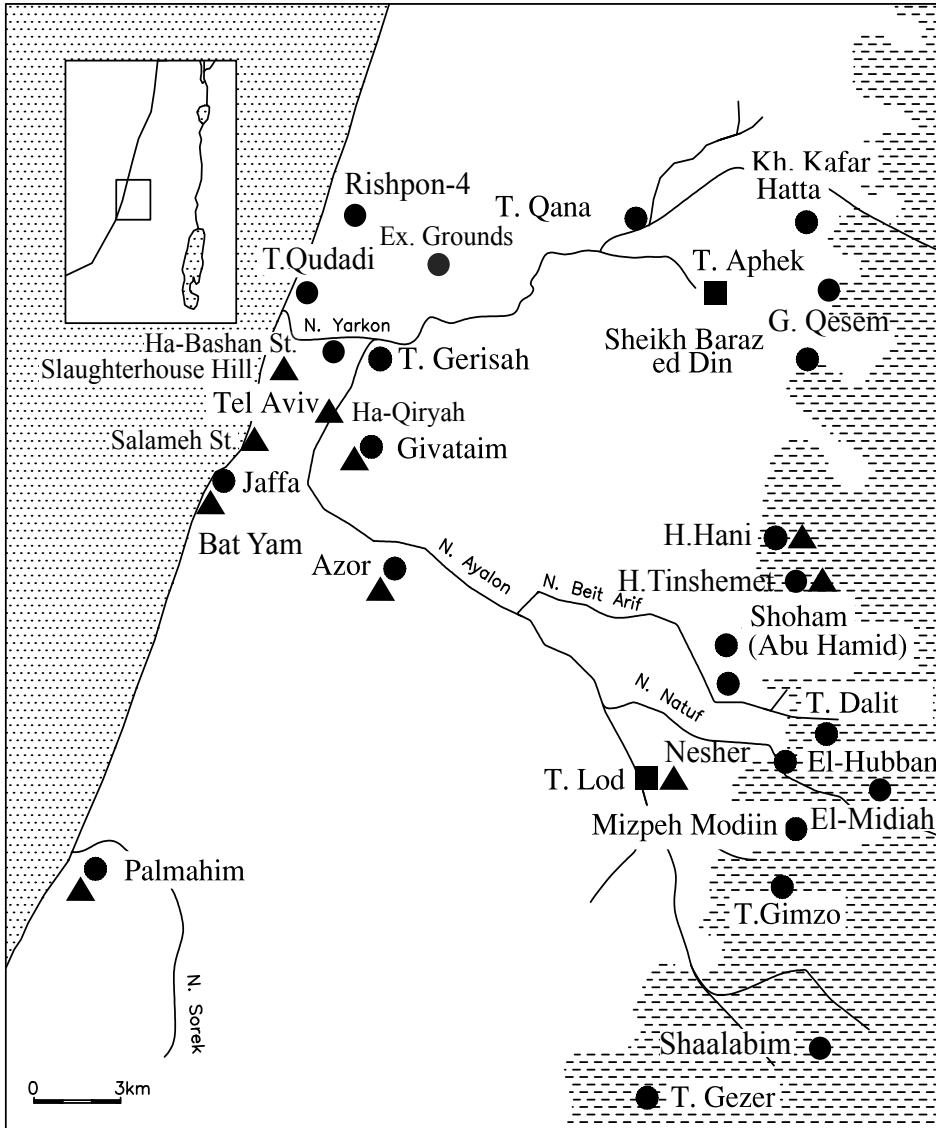 Kh. Kafar
Hatta
Rishpon-4
T. Qana
Ex. Grounds
T.Qudadi
T. Aphek
G. Qesem
N. Yarkon
Ha-Bashan St.
Slaughterhouse Hill
T. Gerisah
Sheikh Baraz
ed Din
Tel Aviv
Ha-Qiryah
Salameh St..
Givataim
Jaffa
Bat Yam
H.Hani
Azor
N. Ayalon
N. Beit Arif
H.Tinshemet
Shoham
(Abu Hamid)
N. Natuf
T. Dalit
Nesher
El-Hubban
T. Lod
Mizpeh Modiin
El-Midiah
Palmahim
T.Gimzo
N. Sorek
Shaalabim
0 3km
T. Gezer